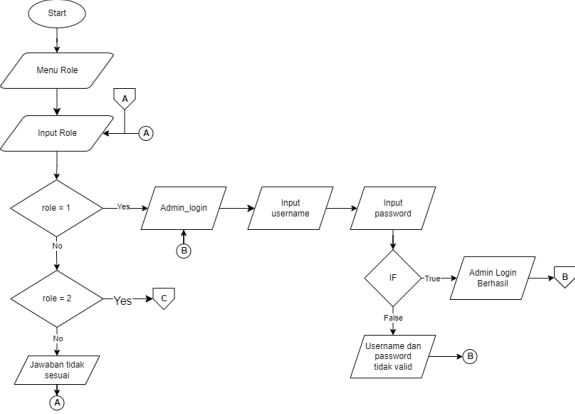 Start
Menu Role
A
Input Role
A
role = 1
Yes
Admin_login
Input
username
Input
password
B
No
IF
True
Admin Login
Berhasil
B
role = 2
Yes
C
False
No
Username dan
password
tidak valid
B
Jawaban tidak
sesuai
A